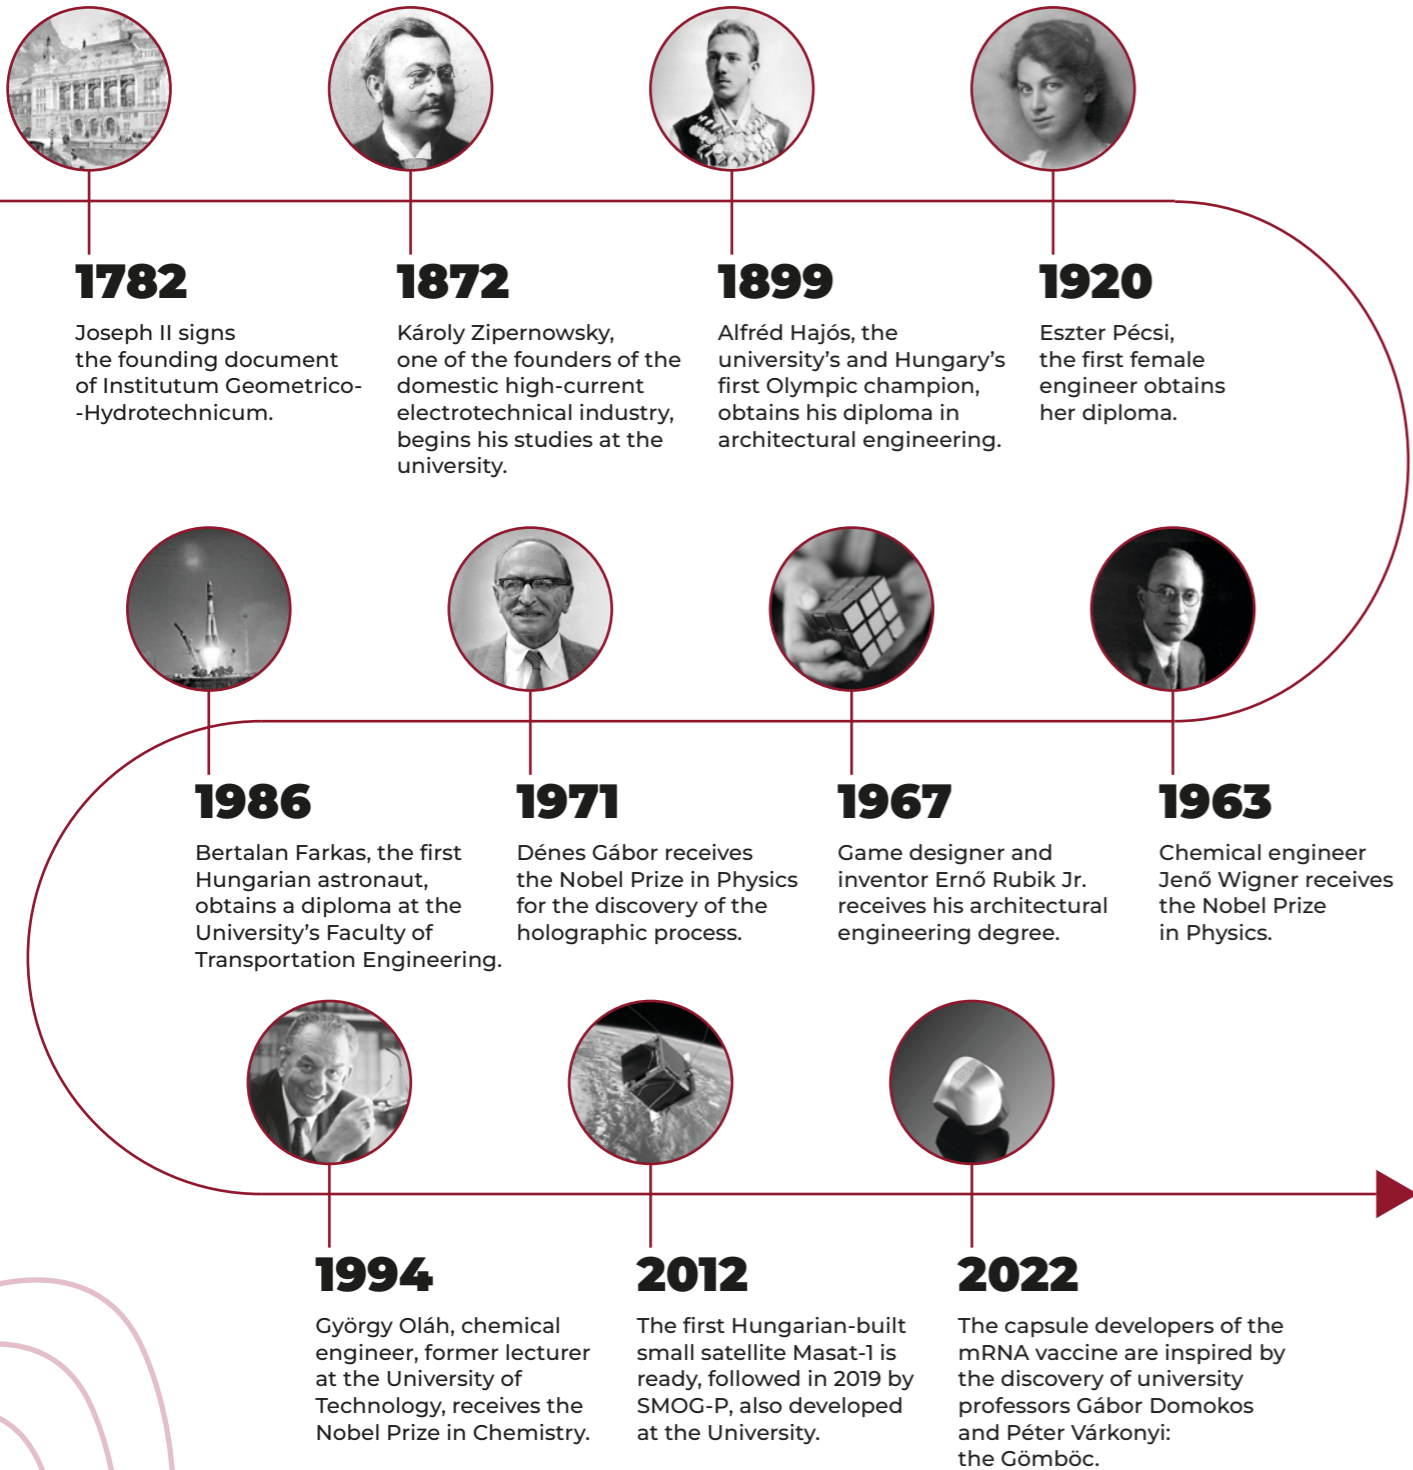 1782
Joseph II signs
the founding document
of Institutum Geometrico-
-Hydrotechnicum.
1872
Károly Zipernowsky,
one of the founders of the
domestic high-current
electrotechnical industry,
begins his studies at the
university.
1899
Alfréd Hajós, the
university’s and Hungary’s
first Olympic champion,
obtains his diploma in
architectural engineering.
1920
Eszter Pécsi,
the first female
engineer obtains
her diploma.
1963
Chemical engineer
Jenő Wigner receives
the Nobel Prize
in Physics.
1967
Game designer and
inventor Ernő Rubik Jr.
receives his architectural
engineering degree.
1971
Dénes Gábor receives
the Nobel Prize in Physics
for the discovery of the
holographic process.
1986
Bertalan Farkas, the first
Hungarian astronaut,
obtains a diploma at the
University’s Faculty of
Transportation Engineering.
1994
György Oláh, chemical
engineer, former lecturer
at the University of
Technology, receives the
Nobel Prize in Chemistry.
2012
The first Hungarian-built
small satellite Masat-1 is
ready, followed in 2019 by
SMOG-P, also developed
at the University.
2022
The capsule developers of the
mRNA vaccine are inspired by
the discovery of university
professors Gábor Domokos
and Péter Várkonyi:
the Gömböc.